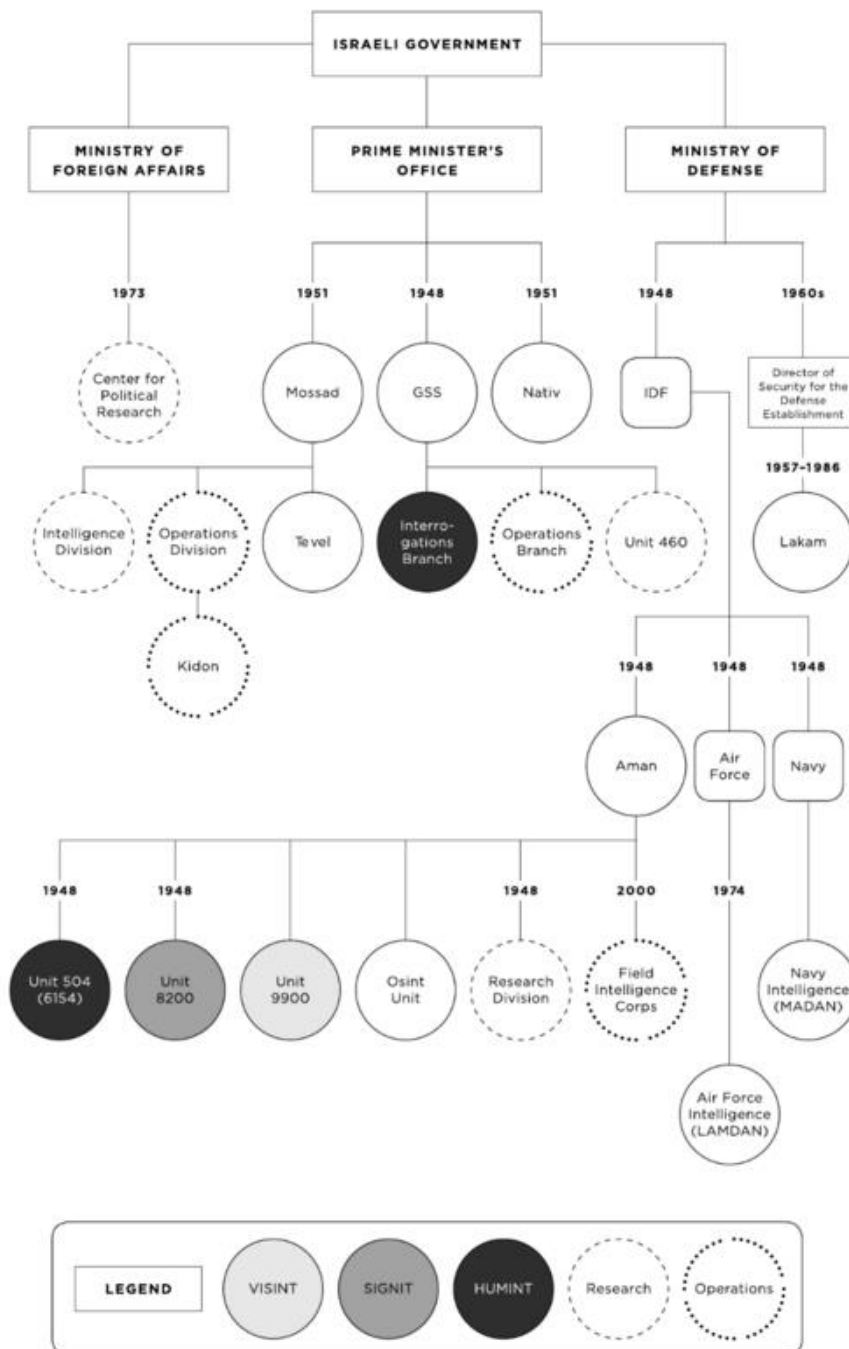 ISRAELI GOVERNMENT
MINISTRY OF
FOREIGN AFFAIRS
PRIME MINISTER'S
OFFICE
MINISTRY OF
DEFENSE
1973
1951
1948
1951
1948
1960s
Center for
Political
Research
Mossad
GSS
Nativ
IDF
Director of
Security for the
Defense
Establishment
1957–1986
Intelligence
Division
Operations
Division
Tevel
Interro-
gations
Branch
Operations
Branch
Unit 460
Lakam
Kidon
1948
1948
1948
Aman
Air
Force
Navy
1948
1948
1948
2000
1974
Unit 504
(6154)
Unit
8200
Unit
9900
Osint
Unit
Research
Division
Field
Intelligence
Corps
Navy
Intelligence
(MADAN)
Air Force
Intelligence
(LAMDAN)
LEGEND
VISINT
SIGNIT
HUMINT
Research
Operations